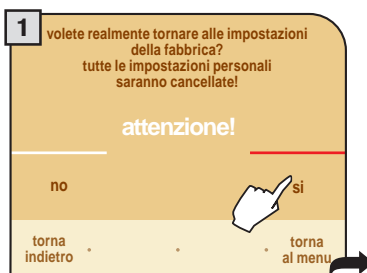 1
volete realmente tornare alle impostazioni
della fabbrica?
tutte le impostazioni personali
saranno cancellate!
attenzione!
no
si
torna
indietro
torna
al menu